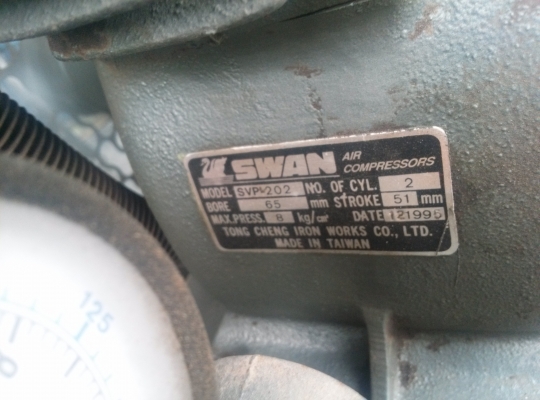 SWAN AIR COMPRESSORS
MODEL SVP-202 NO. OF CYL. 2
BORE 65 mm STROKE 51 mm
MAX.PRESS. 8 kg/cm² DATE 121995
TONG CHENG IRON WORKS CO., LTD.
MADE IN TAIWAN
125